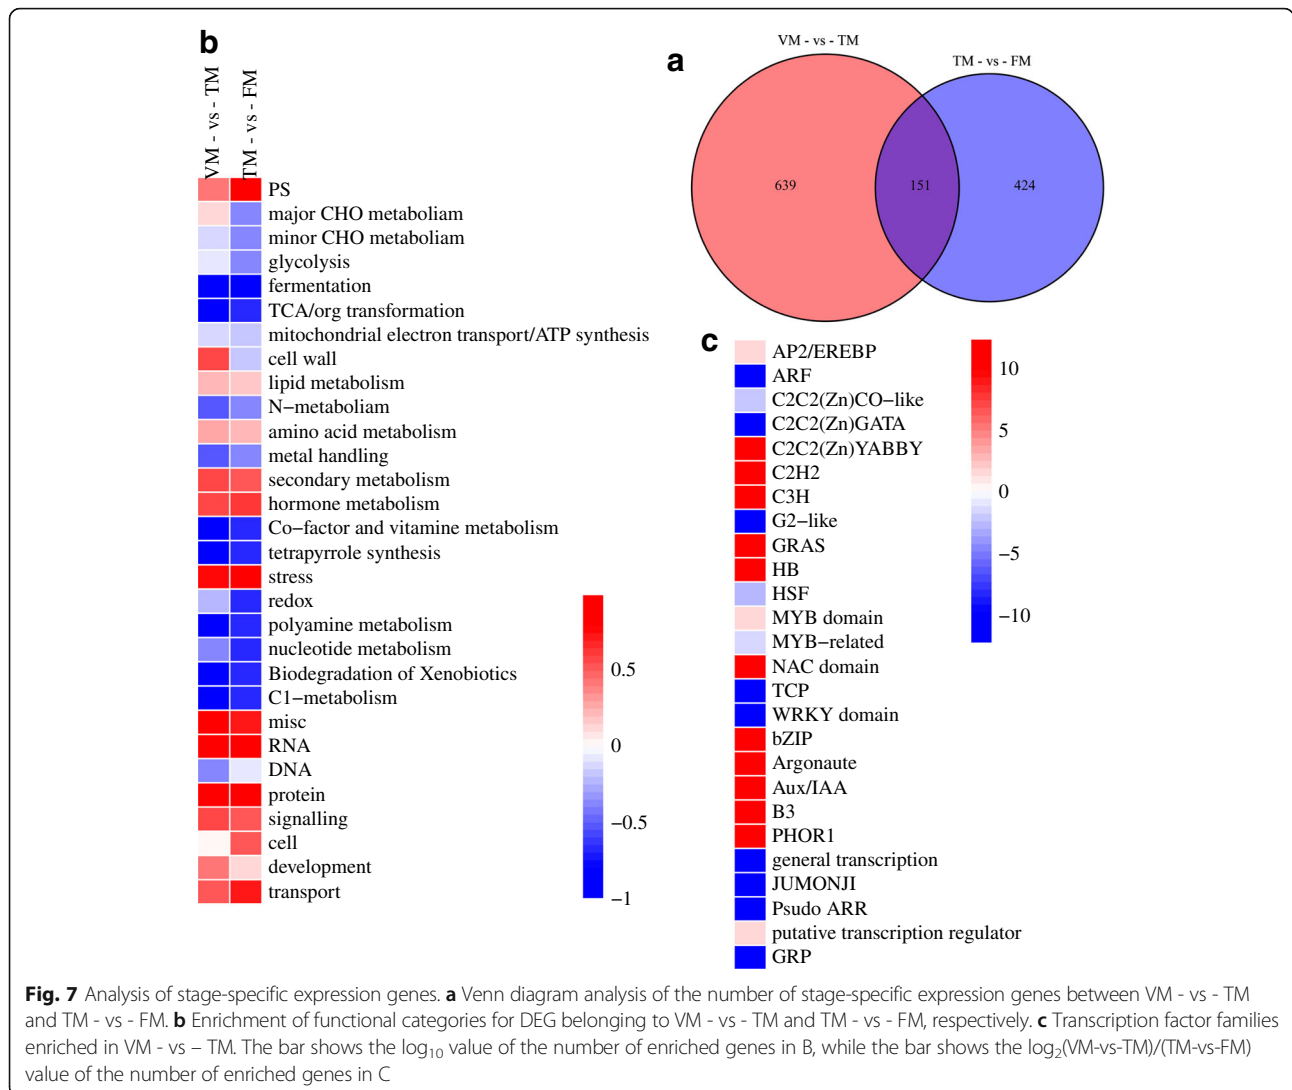 b
VM - vs - TM
TM - vs - FM
PS
major CHO metaboliam
minor CHO metaboliam
glycolysis
fermentation
TCA/org transformation
mitochondrial electron transport/ATP synthesis
cell wall
lipid metabolism
N−metaboliam
amino acid metabolism
metal handling
secondary metabolism
hormone metabolism
Co−factor and vitamine metabolism
tetrapyrrole synthesis
stress
redox
polyamine metabolism
nucleotide metabolism
Biodegradation of Xenobiotics
C1−metabolism
misc
RNA
DNA
protein
signalling
cell
development
transport
0.5
0
−0.5
−1
a
VM - vs - TM
TM - vs - FM
639
151
424
c
AP2/EREBP
ARF
C2C2(Zn)CO−like
C2C2(Zn)GATA
C2C2(Zn)YABBY
C2H2
C3H
G2−like
GRAS
HB
HSF
MYB domain
MYB−related
NAC domain
TCP
WRKY domain
bZIP
Argonaute
Aux/IAA
B3
PHOR1
general transcription
JUMONJI
Psudo ARR
putative transcription regulator
GRP
10
5
0
−5
−10
Fig. 7 Analysis of stage-specific expression genes. a Venn diagram analysis of the number of stage-specific expression genes between VM - vs - TM
and TM - vs - FM. b Enrichment of functional categories for DEG belonging to VM - vs - TM and TM - vs - FM, respectively. c Transcription factor families
enriched in VM - vs – TM. The bar shows the log10 value of the number of enriched genes in B, while the bar shows the log2(VM-vs-TM)/(TM-vs-FM)
value of the number of enriched genes in C